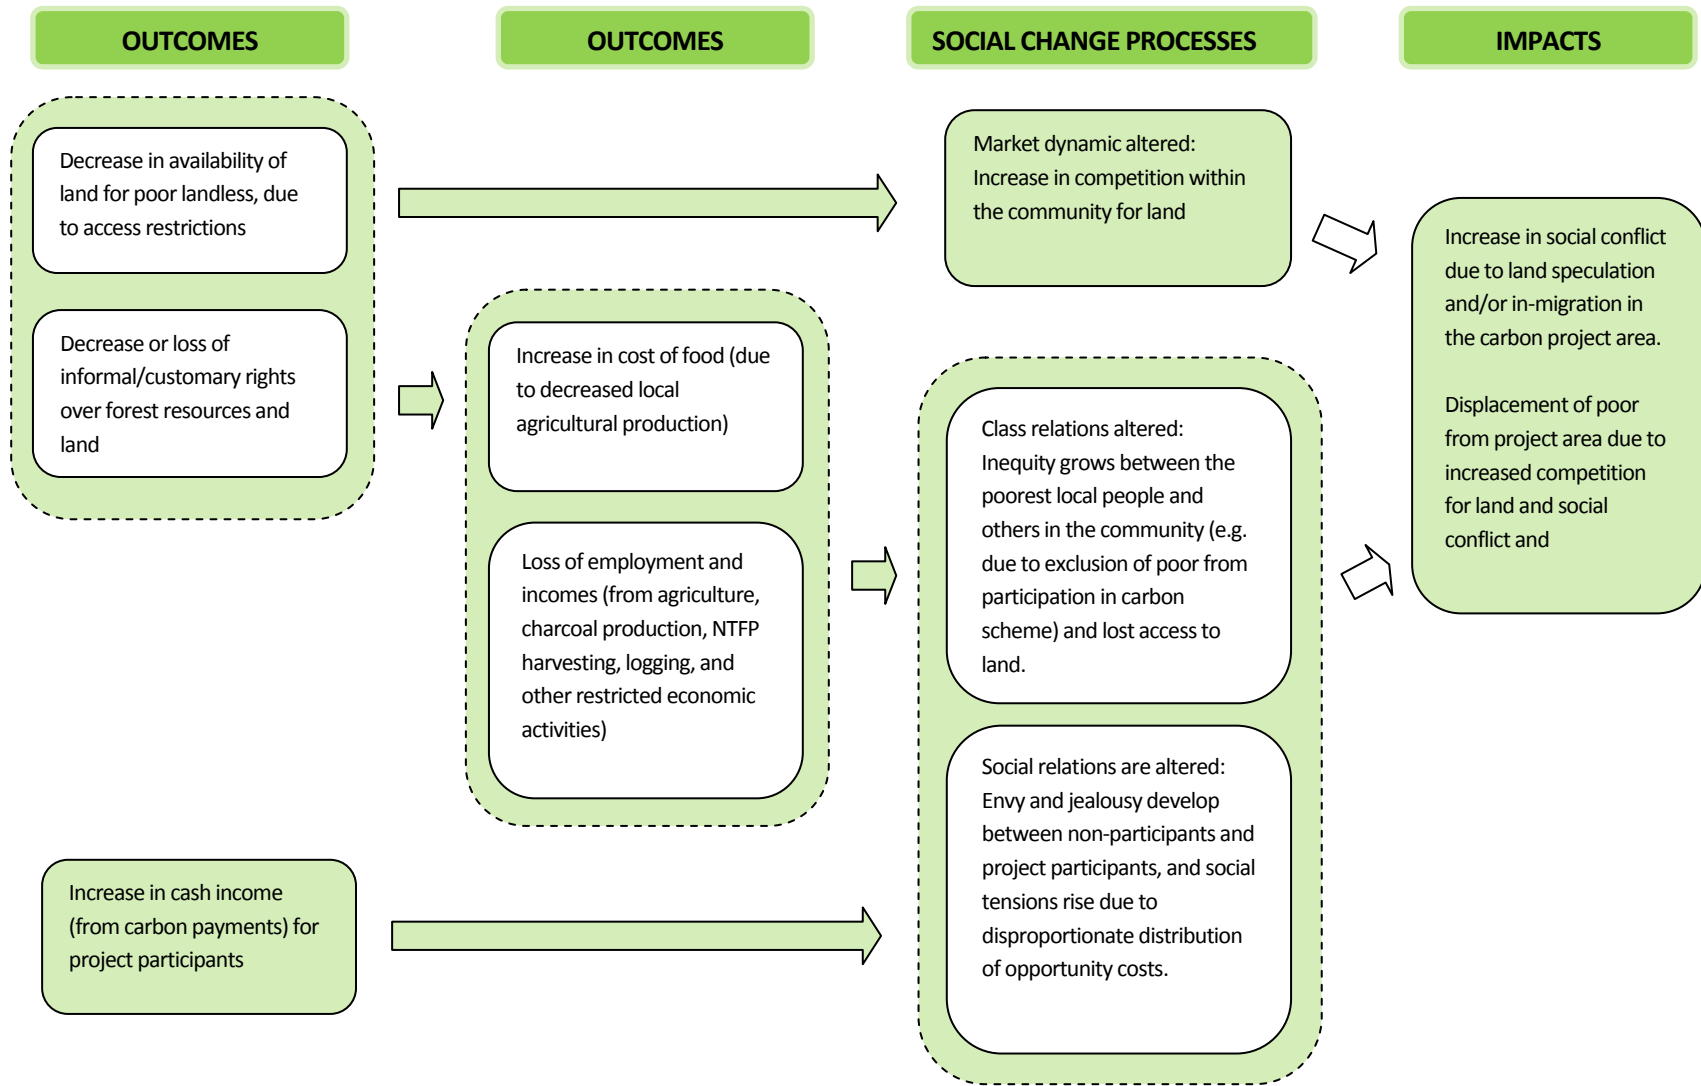 OUTCOMES
OUTCOMES
SOCIAL CHANGE PROCESSES
IMPACTS
Decrease in availability of
land for poor landless, due
to access restrictions
Decrease or loss of
informal/customary rights
over forest resources and
land
Increase in cash income
(from carbon payments) for
project participants
Increase in cost of food (due
to decreased local
agricultural production)
Loss of employment and
incomes (from agriculture,
charcoal production, NTFP
harvesting, logging, and
other restricted economic
activities)
Market dynamic altered:
Increase in competition within
the community for land
Class relations altered:
Inequity grows between the
poorest local people and
others in the community (e.g.
due to exclusion of poor from
participation in carbon
scheme) and lost access to
land.
Social relations are altered:
Envy and jealousy develop
between non-participants and
project participants, and social
tensions rise due to
disproportionate distribution
of opportunity costs.
Increase in social conflict
due to land speculation
and/or in-migration in
the carbon project area.
Displacement of poor
from project area due to
increased competition
for land and social
conflict and